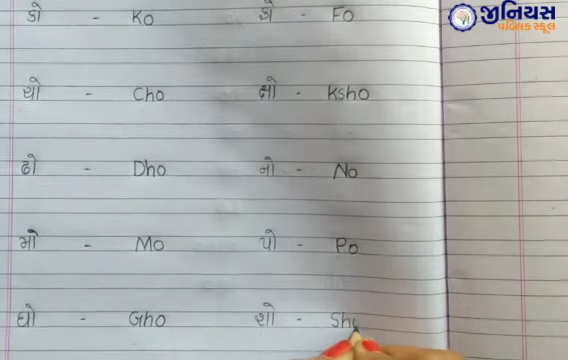 જીનિયસ
પબ્લિક સ્કૂલ
કો - Ko ફો - Fo
ચો - Cho ક્ષો - Ksho
ઢો - Dho નો - No
મો - Mo પો - Po
ઘો - Gho શો - Sh